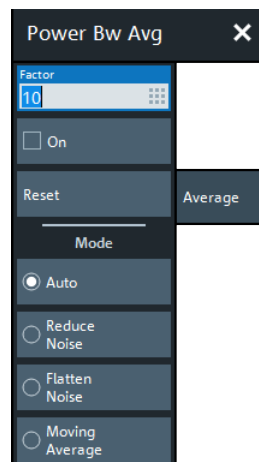 Power Bw Avg
Factor
10
On
Reset
Average
Mode
Auto
Reduce
Noise
Flatten
Noise
Moving
Average